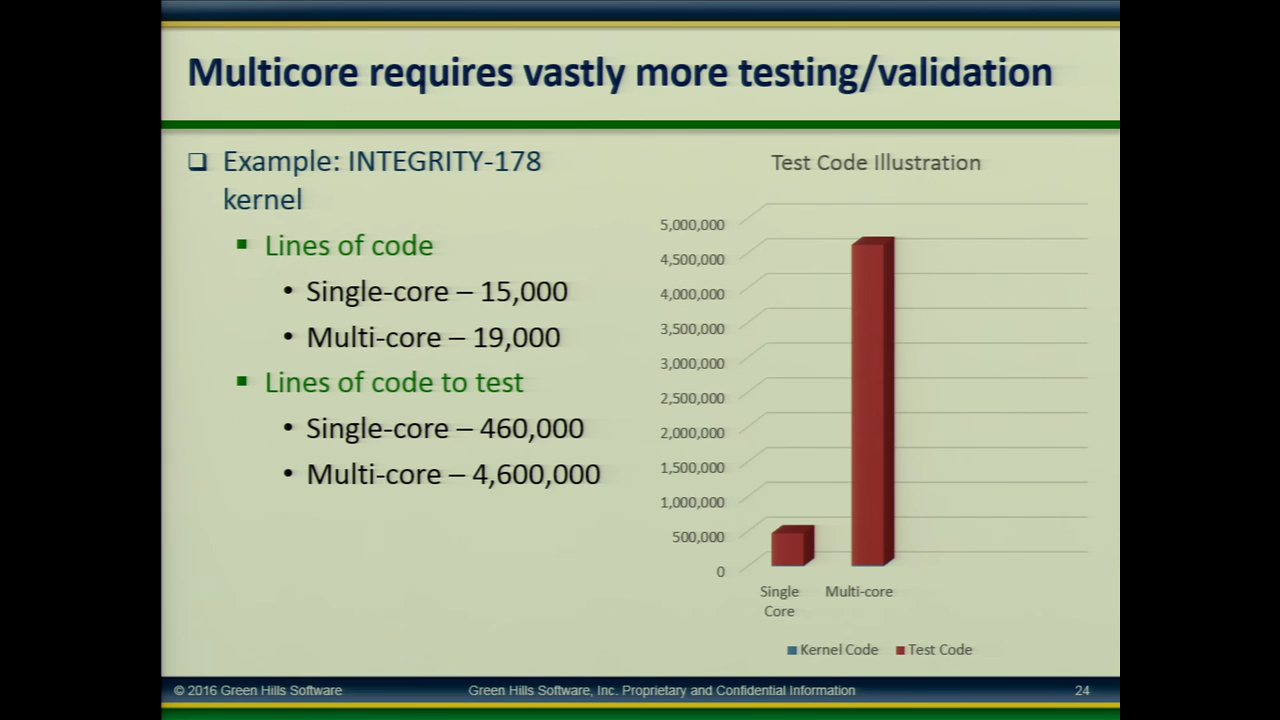 Multicore requires vastly more testing/validation
❑ Example: INTEGRITY-178
kernel
▪ Lines of code
• Single-core – 15,000
• Multi-core – 19,000
▪ Lines of code to test
• Single-core – 460,000
• Multi-core – 4,600,000
Test Code Illustration
5,000,000
4,500,000
4,000,000
3,500,000
3,000,000
2,500,000
2,000,000
1,500,000
1,000,000
500,000
0
Single
Core
Multi-core
Kernel Code
Test Code
© 2016 Green Hills Software
Green Hills Software, Inc. Proprietary and Confidential Information
24